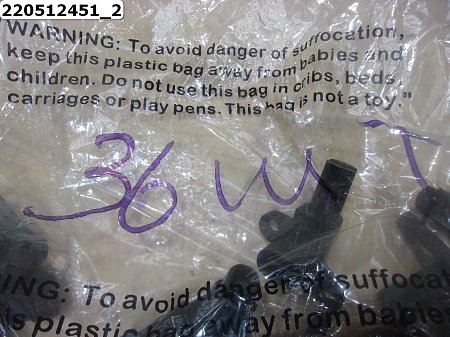 220512451_2
WARNING: To avoid danger of suffocation,
keep this plastic bag away from babies and
children. Do not use this bag in cribs, beds,
carriages or play pens. This bag is not a toy."
36 W T
NING: To avoid danger of suffocat
is plastic bag away from babies